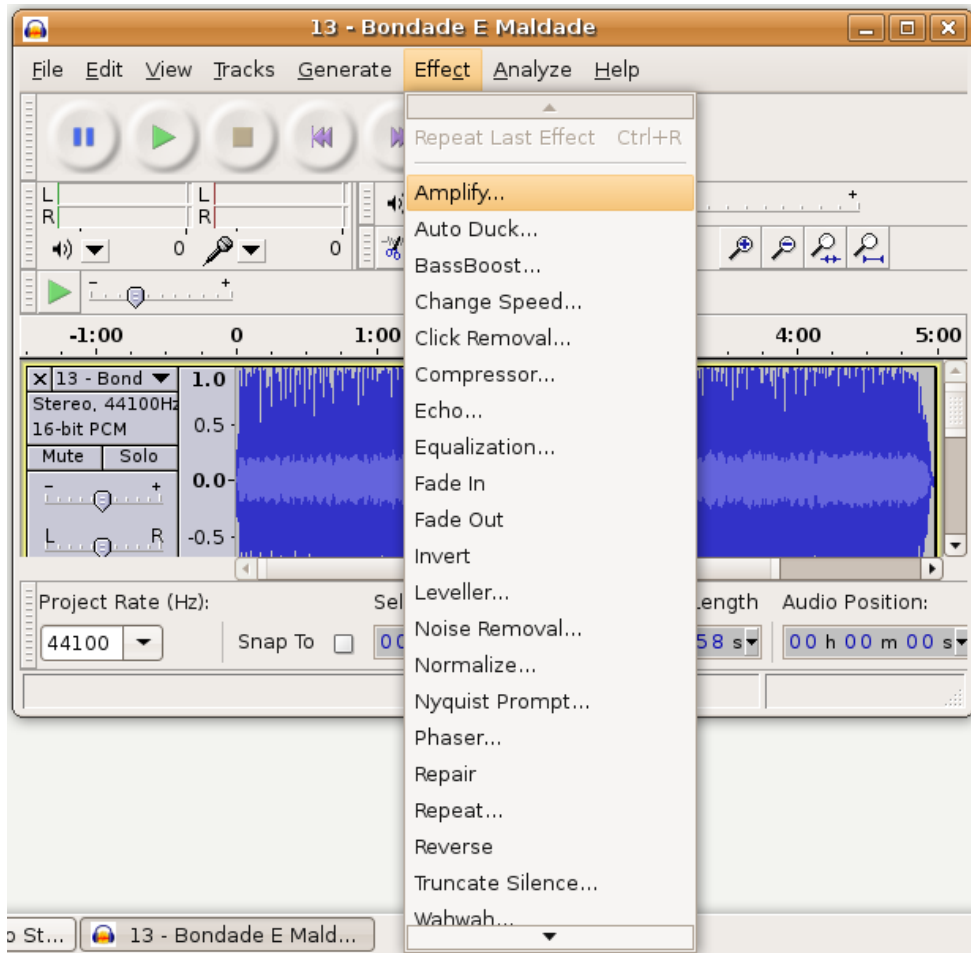 13 - Bondade E Maldade
File Edit View Tracks Generate Effect Analyze Help
Repeat Last Effect Ctrl+R
Amplify...
Auto Duck...
BassBoost...
Change Speed...
Click Removal...
Compressor...
Echo...
Equalization...
Fade In
Fade Out
Invert
Leveller...
Noise Removal...
Normalize...
Nyquist Prompt...
Phaser...
Repair
Repeat...
Reverse
Truncate Silence...
Wahwah...
L L
R R +
0 0
- +
-1:00 0 1:00 4:00 5:00
13 - Bond 1.0
Stereo, 44100Hz
16-bit PCM 0.5
Mute Solo
- + 0.0
L R -0.5
Project Rate (Hz): Length Audio Position:
44100 Snap To 58 s 00 h 00 m 00 s
13 - Bondade E Mald...